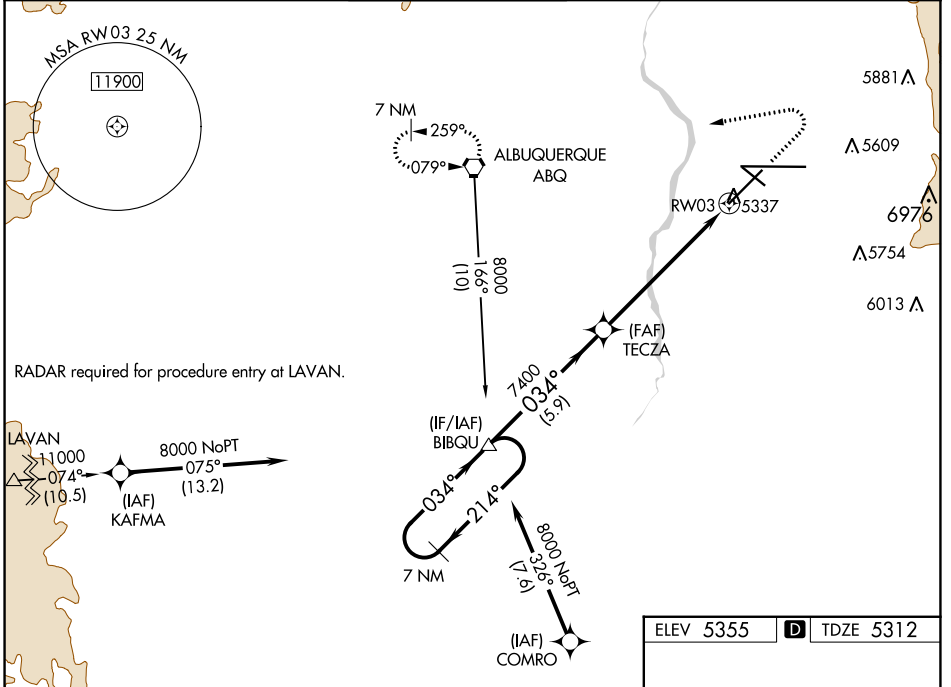 MSA RW03 25 NM
11900
7 NM
259°
079°
ALBUQUERQUE
ABQ
8000
166°
(10)
5881
5609
RW03
5337
6976
5754
6013
(FAF)
TECZA
7400
034°
(5.9)
RADAR required for procedure entry at LAVAN.
LAVAN
11000
074°
(10.5)
(IAF)
KAFMA
8000 NoPT
075°
(13.2)
(IF/IAF)
BIBQU
034°
214°
7 NM
8000 NoPT
326°
(7.6)
(IAF)
COMRO
ELEV 5355 D TDZE 5312